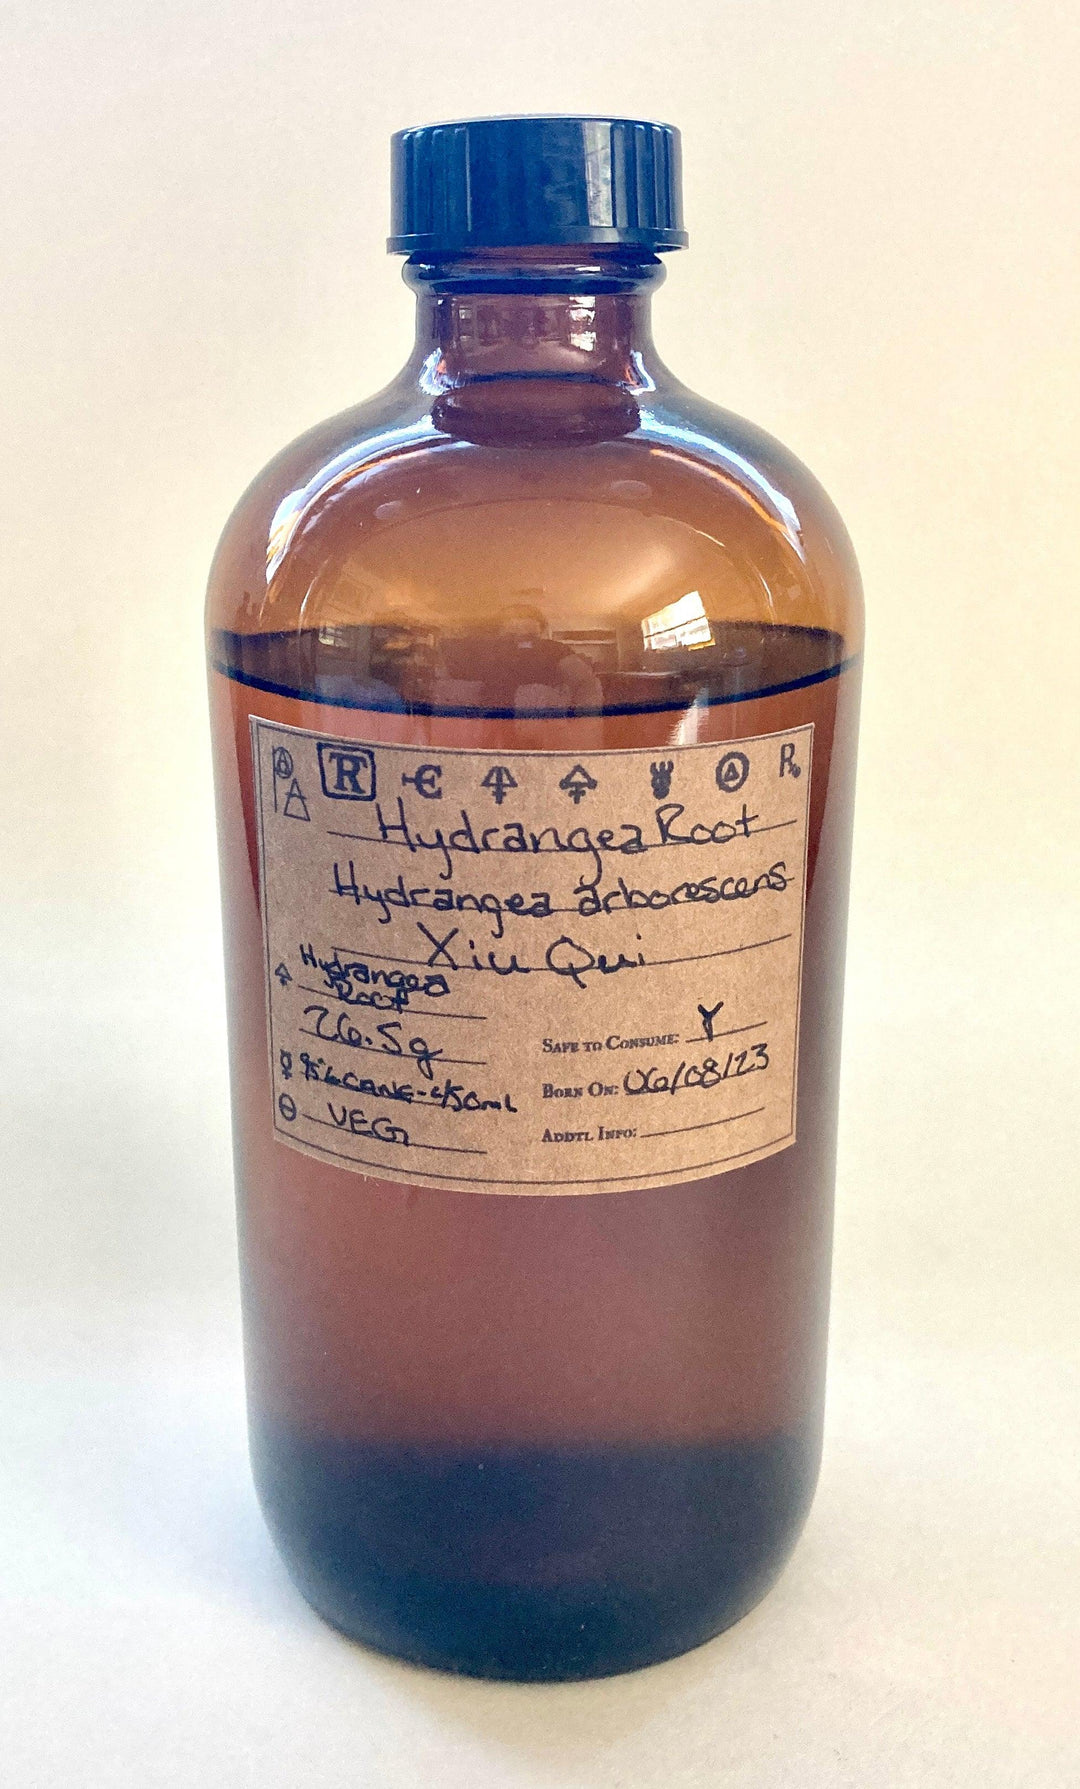 R ℞
Hydrangea Root
Hydrangea arborescens
Xiu Qui
Hydrangea
Root
26.5g
95% CANE-450mL
VEG
SAFE TO CONSUME: Y
BORN ON: 06/08/23
ADDTL INFO: